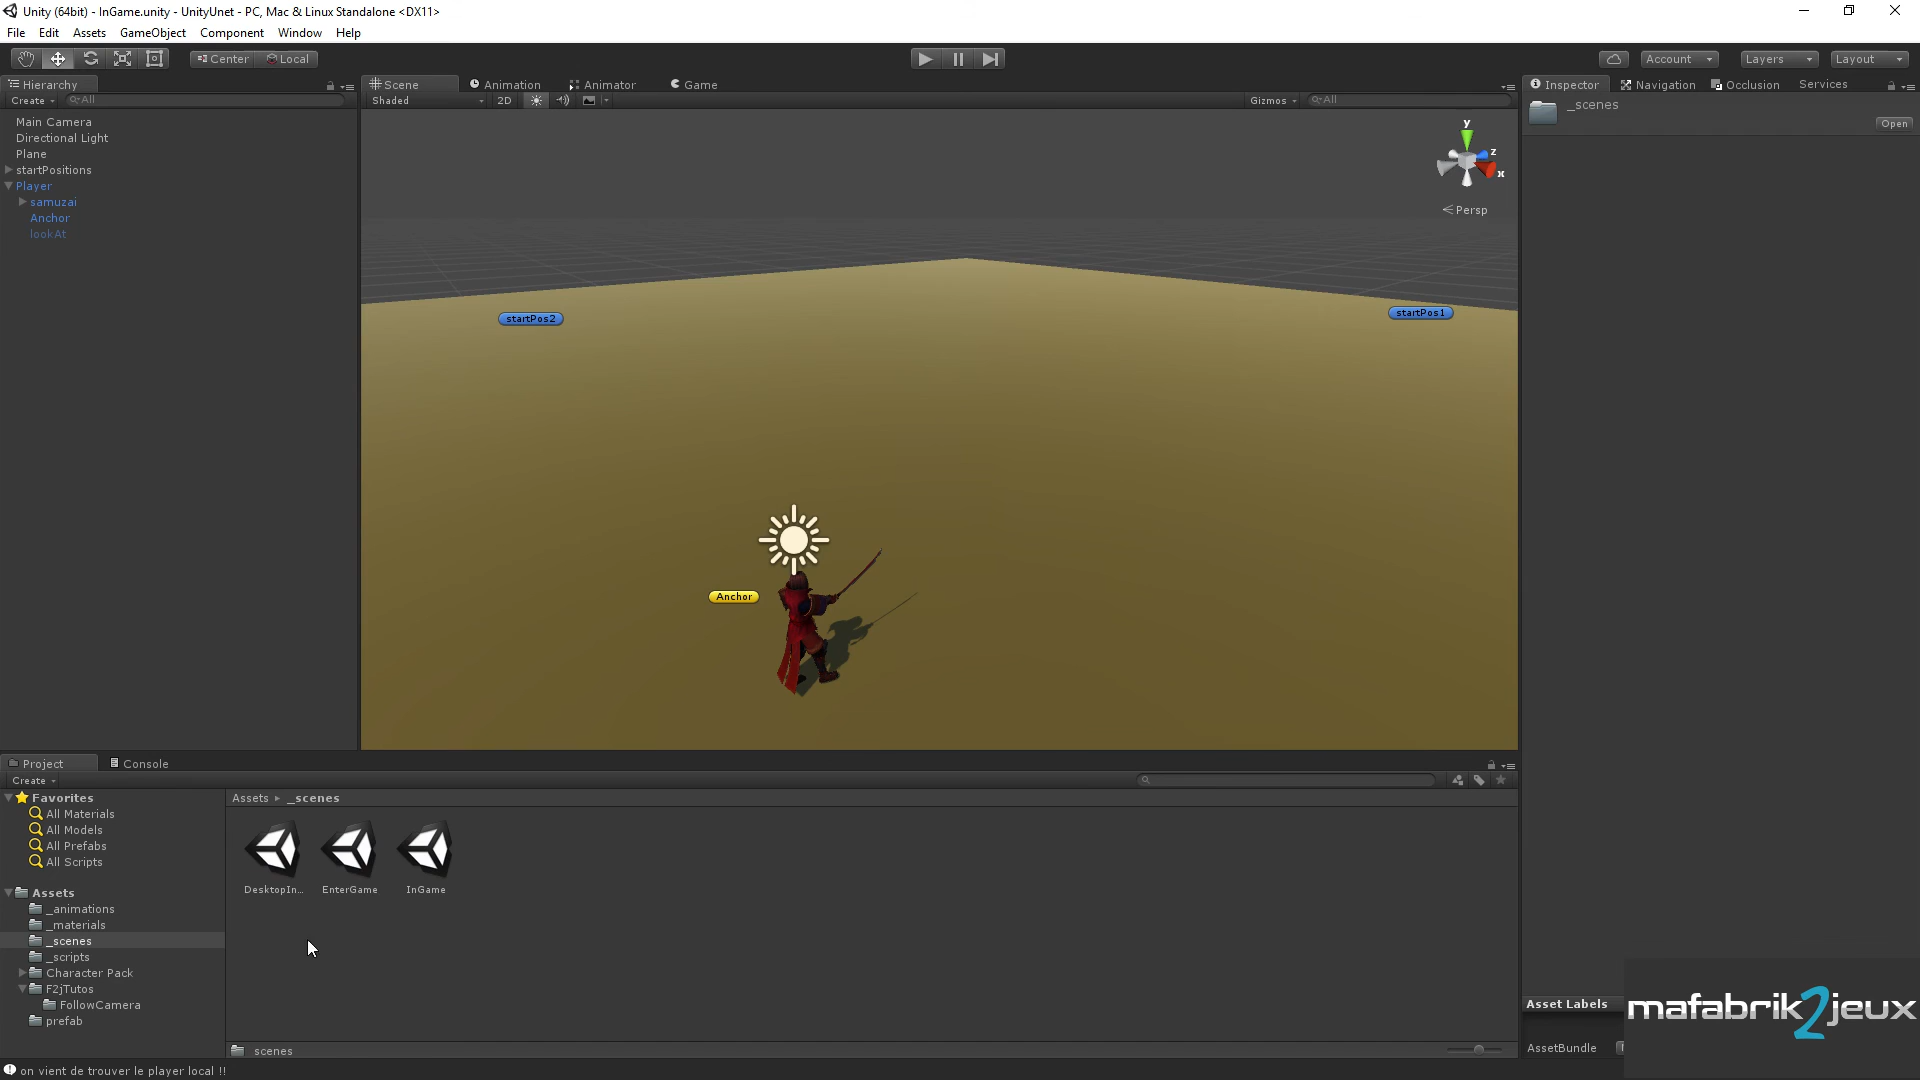 Unity (64bit) - InGame.unity - UnityUnet - PC, Mac & Linux Standalone <DX11>
File Edit Assets GameObject Component Window Help
Center Local Account Layers Layout
Hierarchy Scene Animation Animator Game Inspector Navigation Occlusion Services
Create All Shaded 2D Gizmos All
_scenes
Open
Main Camera
Directional Light
Plane
startPositions
Player
samuzai
Anchor
lookAt
y
z
x
Persp
startPos2
startPos1
Anchor
Project Console
Create
Favorites
All Materials
All Models
All Prefabs
All Scripts
Assets
_animations
_materials
_scenes
_scripts
Character Pack
F2jTutos
FollowCamera
prefab
Assets _scenes
DesktopIn... EnterGame InGame
scenes
Asset Labels
AssetBundle
mafabrik2jeux
on vient de trouver le player local !!